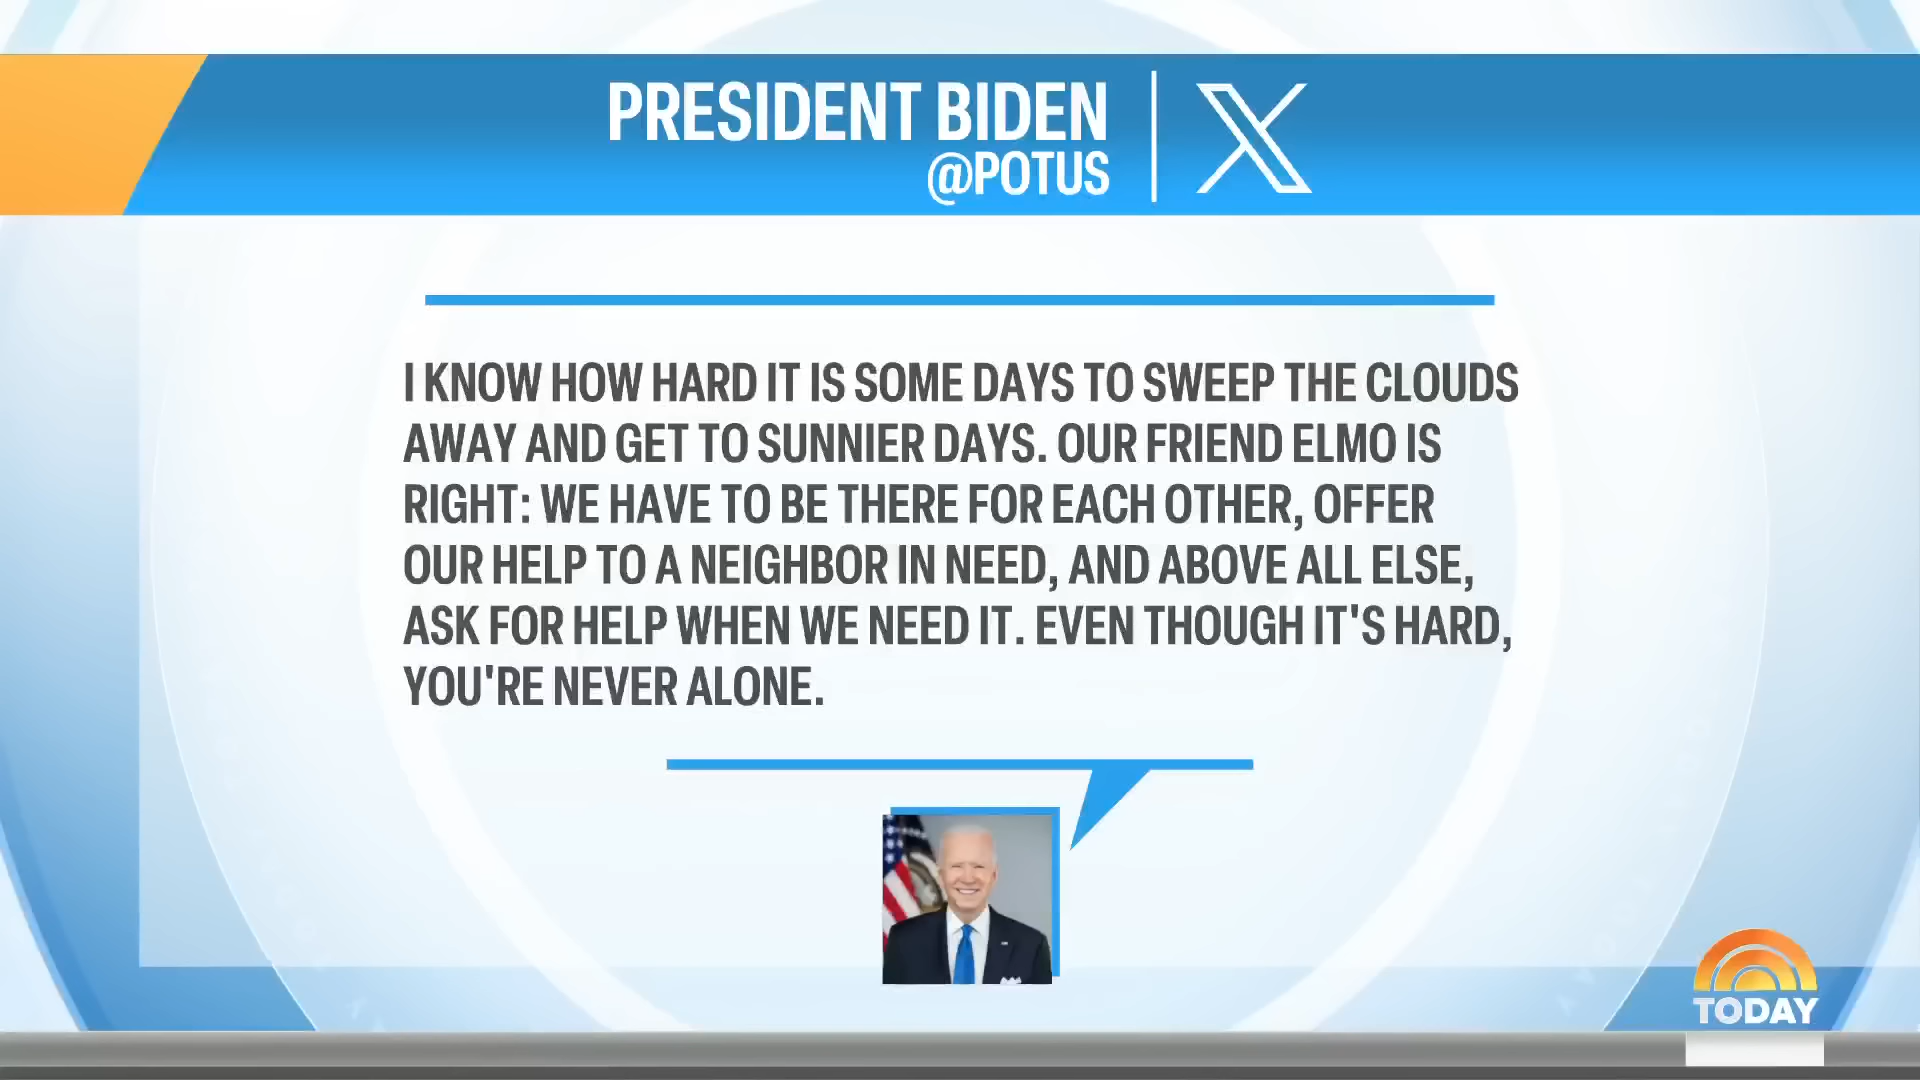 PRESIDENT BIDEN
@POTUS
I KNOW HOW HARD IT IS SOME DAYS TO SWEEP THE CLOUDS
AWAY AND GET TO SUNNIER DAYS. OUR FRIEND ELMO IS
RIGHT: WE HAVE TO BE THERE FOR EACH OTHER, OFFER
OUR HELP TO A NEIGHBOR IN NEED, AND ABOVE ALL ELSE,
ASK FOR HELP WHEN WE NEED IT. EVEN THOUGH IT'S HARD,
YOU'RE NEVER ALONE.
TODAY